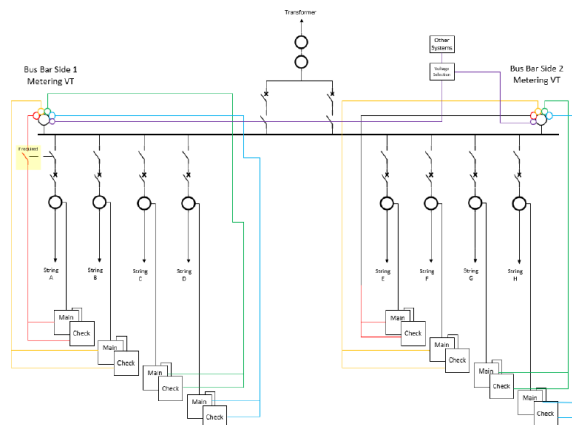 Transformer
Other
Systems
Voltage
Selection
Bus Bar Side 1
Metering VT
Bus Bar Side 2
Metering VT
Proposed
String
A
String
B
String
C
String
D
String
E
String
F
String
G
String
H
Main
Check
Main
Check
Main
Check
Main
Check
Main
Check
Main
Check
Main
Check
Main
Check